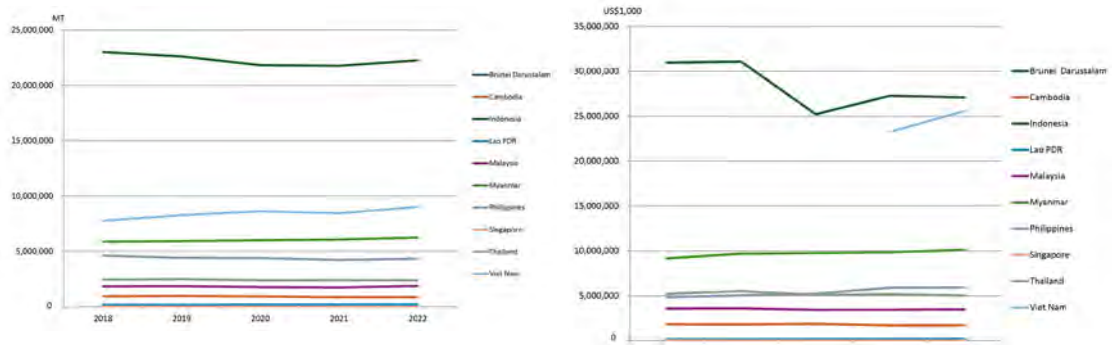 MT
25,000,000
20,000,000
15,000,000
10,000,000
5,000,000
0
2018 2019 2020 2021 2022
Brunei Darussalam
Cambodia
Indonesia
Lao PDR
Malaysia
Myanmar
Philippines
Singapore
Thailand
Viet Nam
US$1,000
35,000,000
30,000,000
25,000,000
20,000,000
15,000,000
10,000,000
5,000,000
0
Brunei Darussalam
Cambodia
Indonesia
Lao PDR
Malaysia
Myanmar
Philippines
Singapore
Thailand
Viet Nam